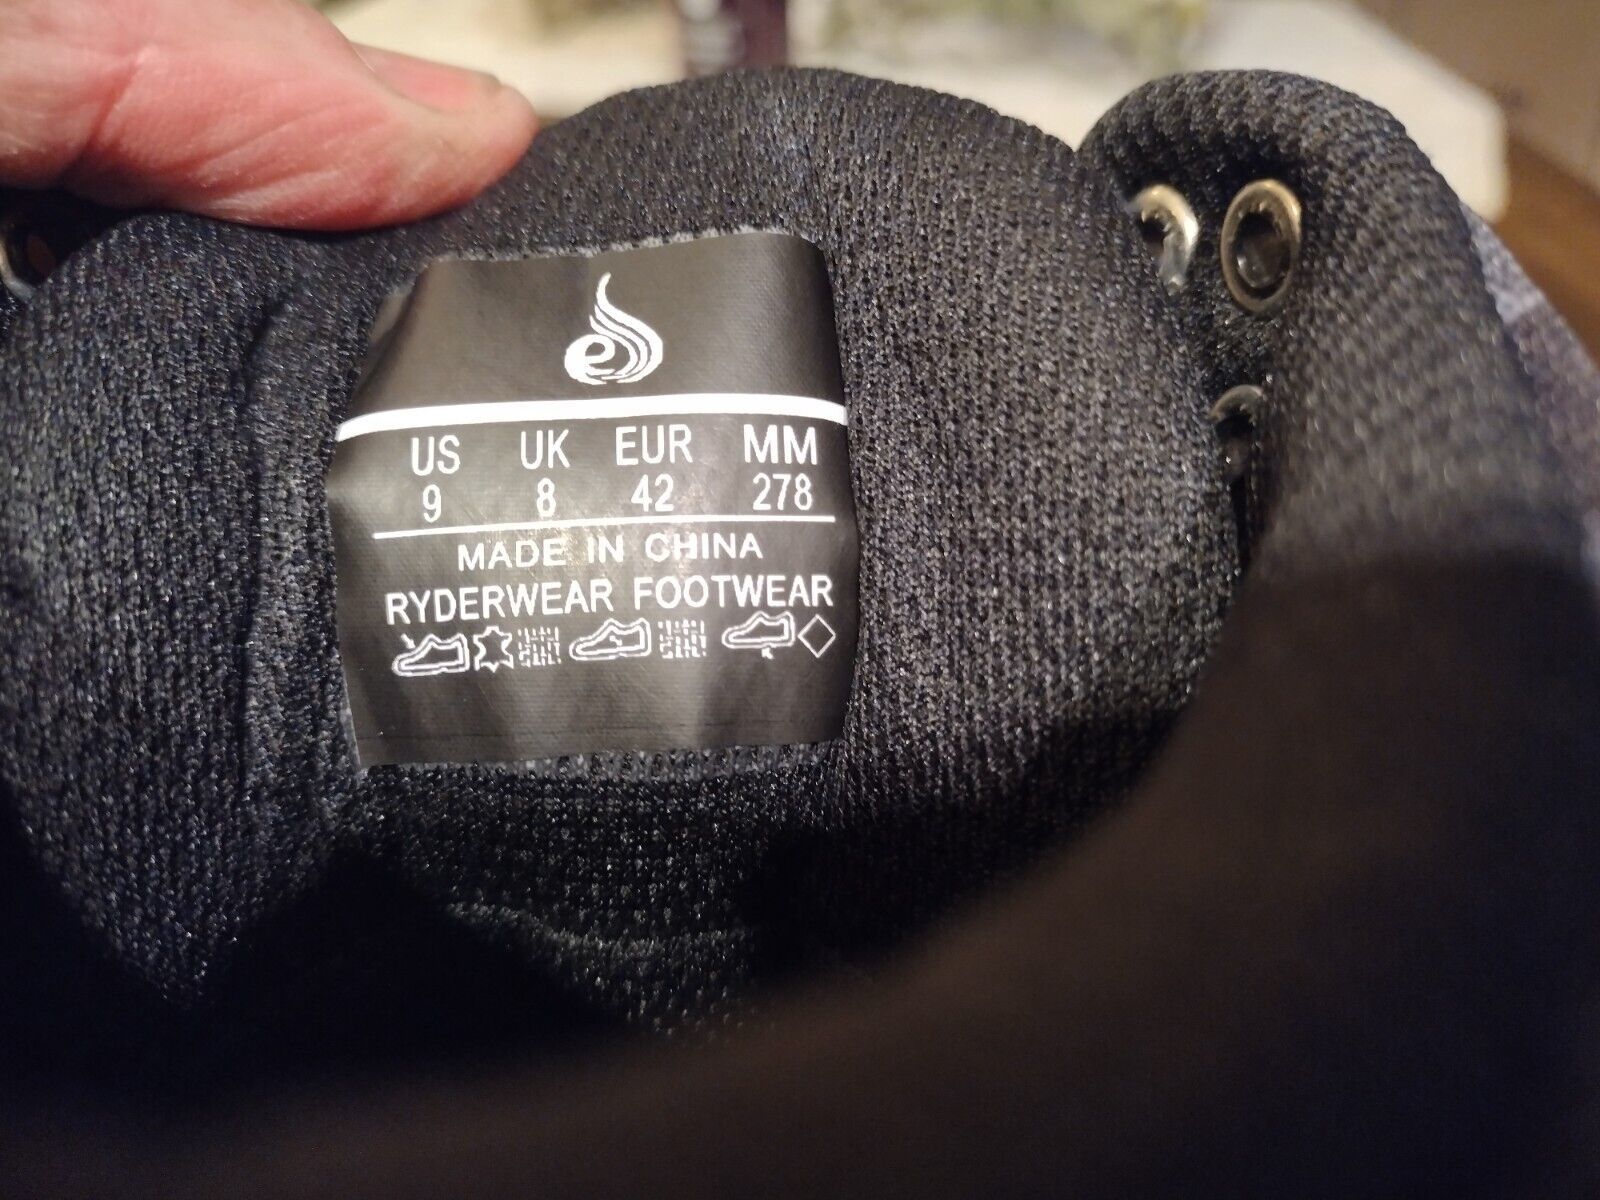 e
US UK EUR MM
9 8 42 278
MADE IN CHINA
RYDERWEAR FOOTWEAR